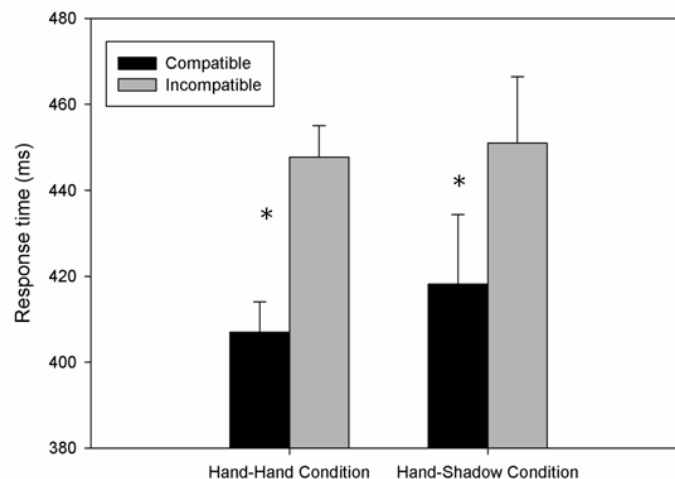 480
460
440
420
400
380
Response time (ms)
Compatible
Incompatible
*
*
Hand-Hand Condition
Hand-Shadow Condition